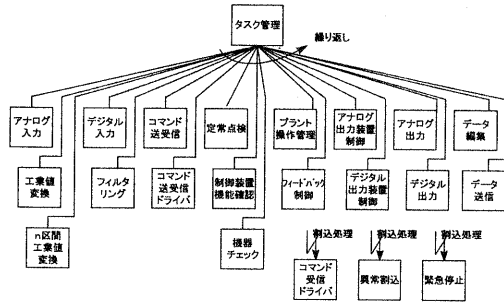 タスク管理
繰り返し
アナログ
入力
デジタル
入力
コマンド
送受信
定常点検
プラント
操作管理
アナログ
出力装置
制御
アナログ
出力
データ
編集
工業値
変換
フィルタ
リング
コマンド
送受信
ドライバ
制御装置
機能確認
フィードバック
制御
デジタル
出力装置
制御
デジタル
出力
データ
送信
n区間
工業値
変換
機器
チェック
割込処理
割込処理
割込処理
コマンド
受信
ドライバ
異常割込
緊急停止